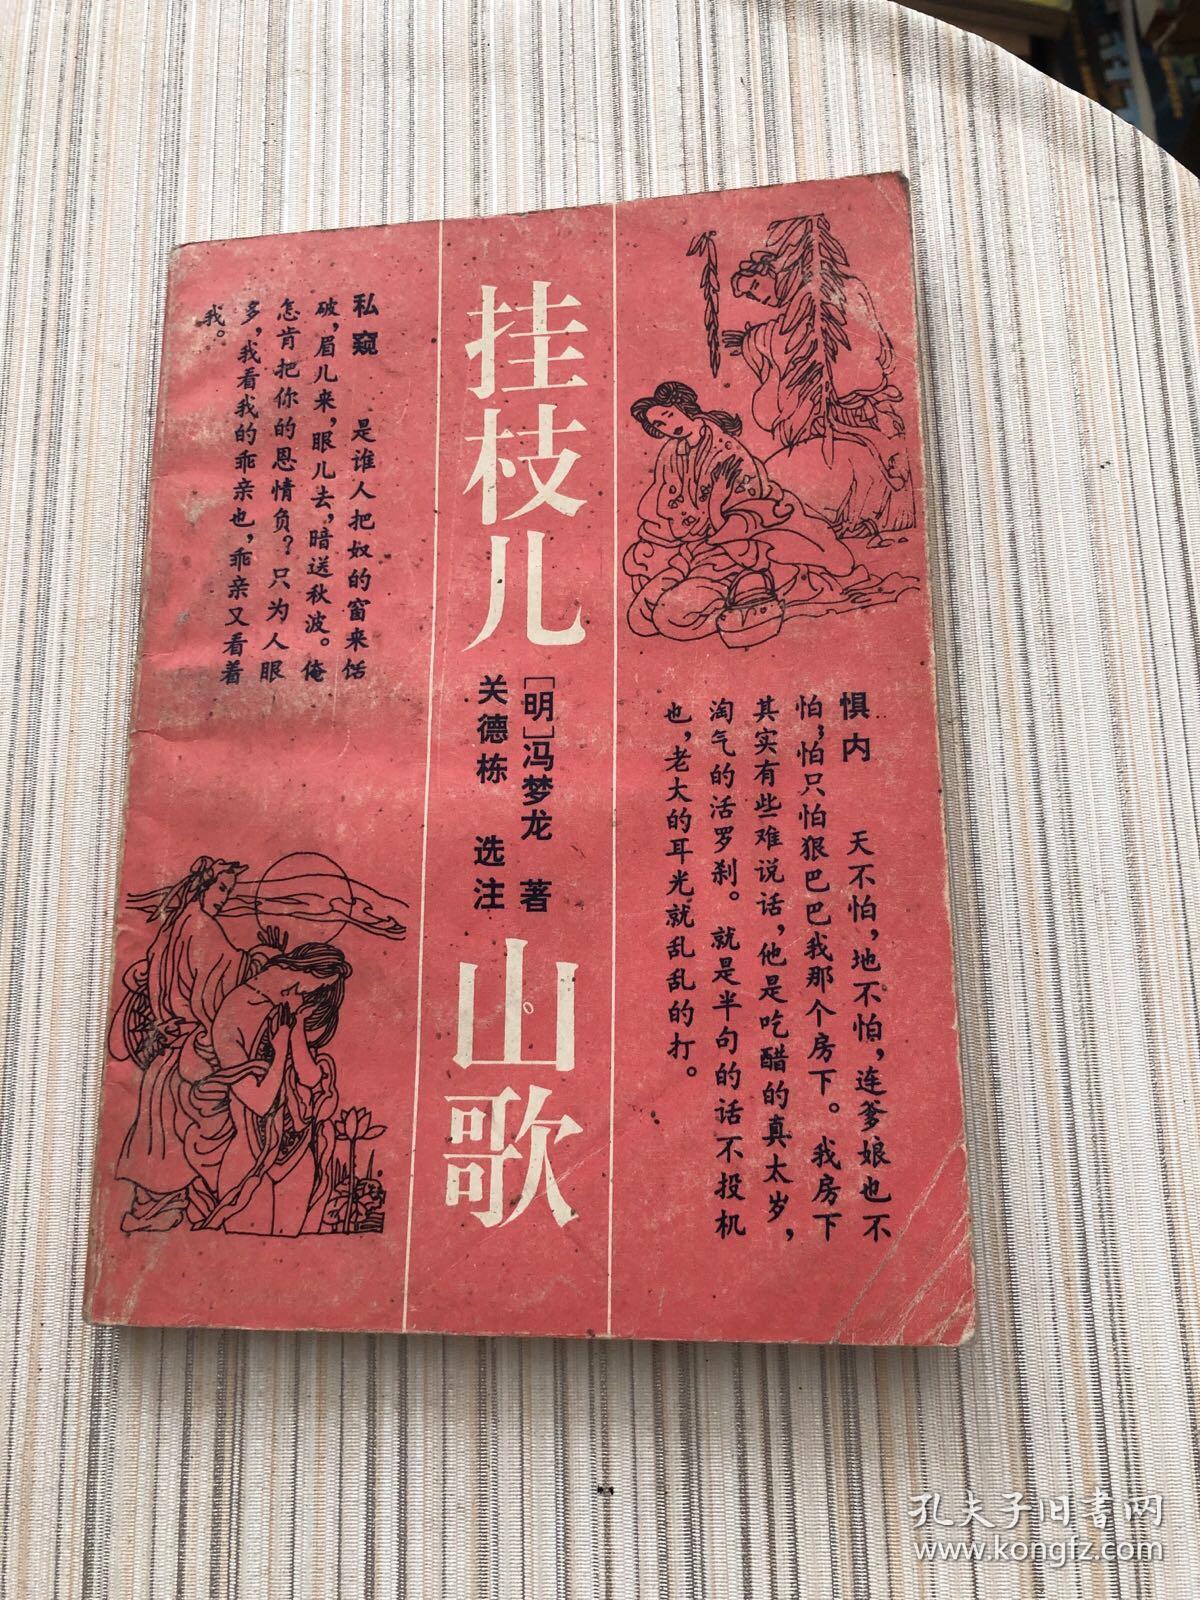 挂枝儿 山歌
〔明〕冯梦龙 著
关德栋 选注
惧内 天不怕,地不怕,连爹娘也不
怕;怕只怕狠巴巴我那个房下。我房下
其实有些难说话,他是吃醋的真太岁,
淘气的活罗刹。就是半句的话不投机
也,老大的耳光就乱乱的打。
私窥 是谁人把奴的窗来饻
破,眉儿来,眼儿去,暗送秋波。俺
怎肯把你的恩情负?只为人眼
多,我看我的乖亲也,乖亲又看着
我。
孔夫子旧书网
www.kongfz.com